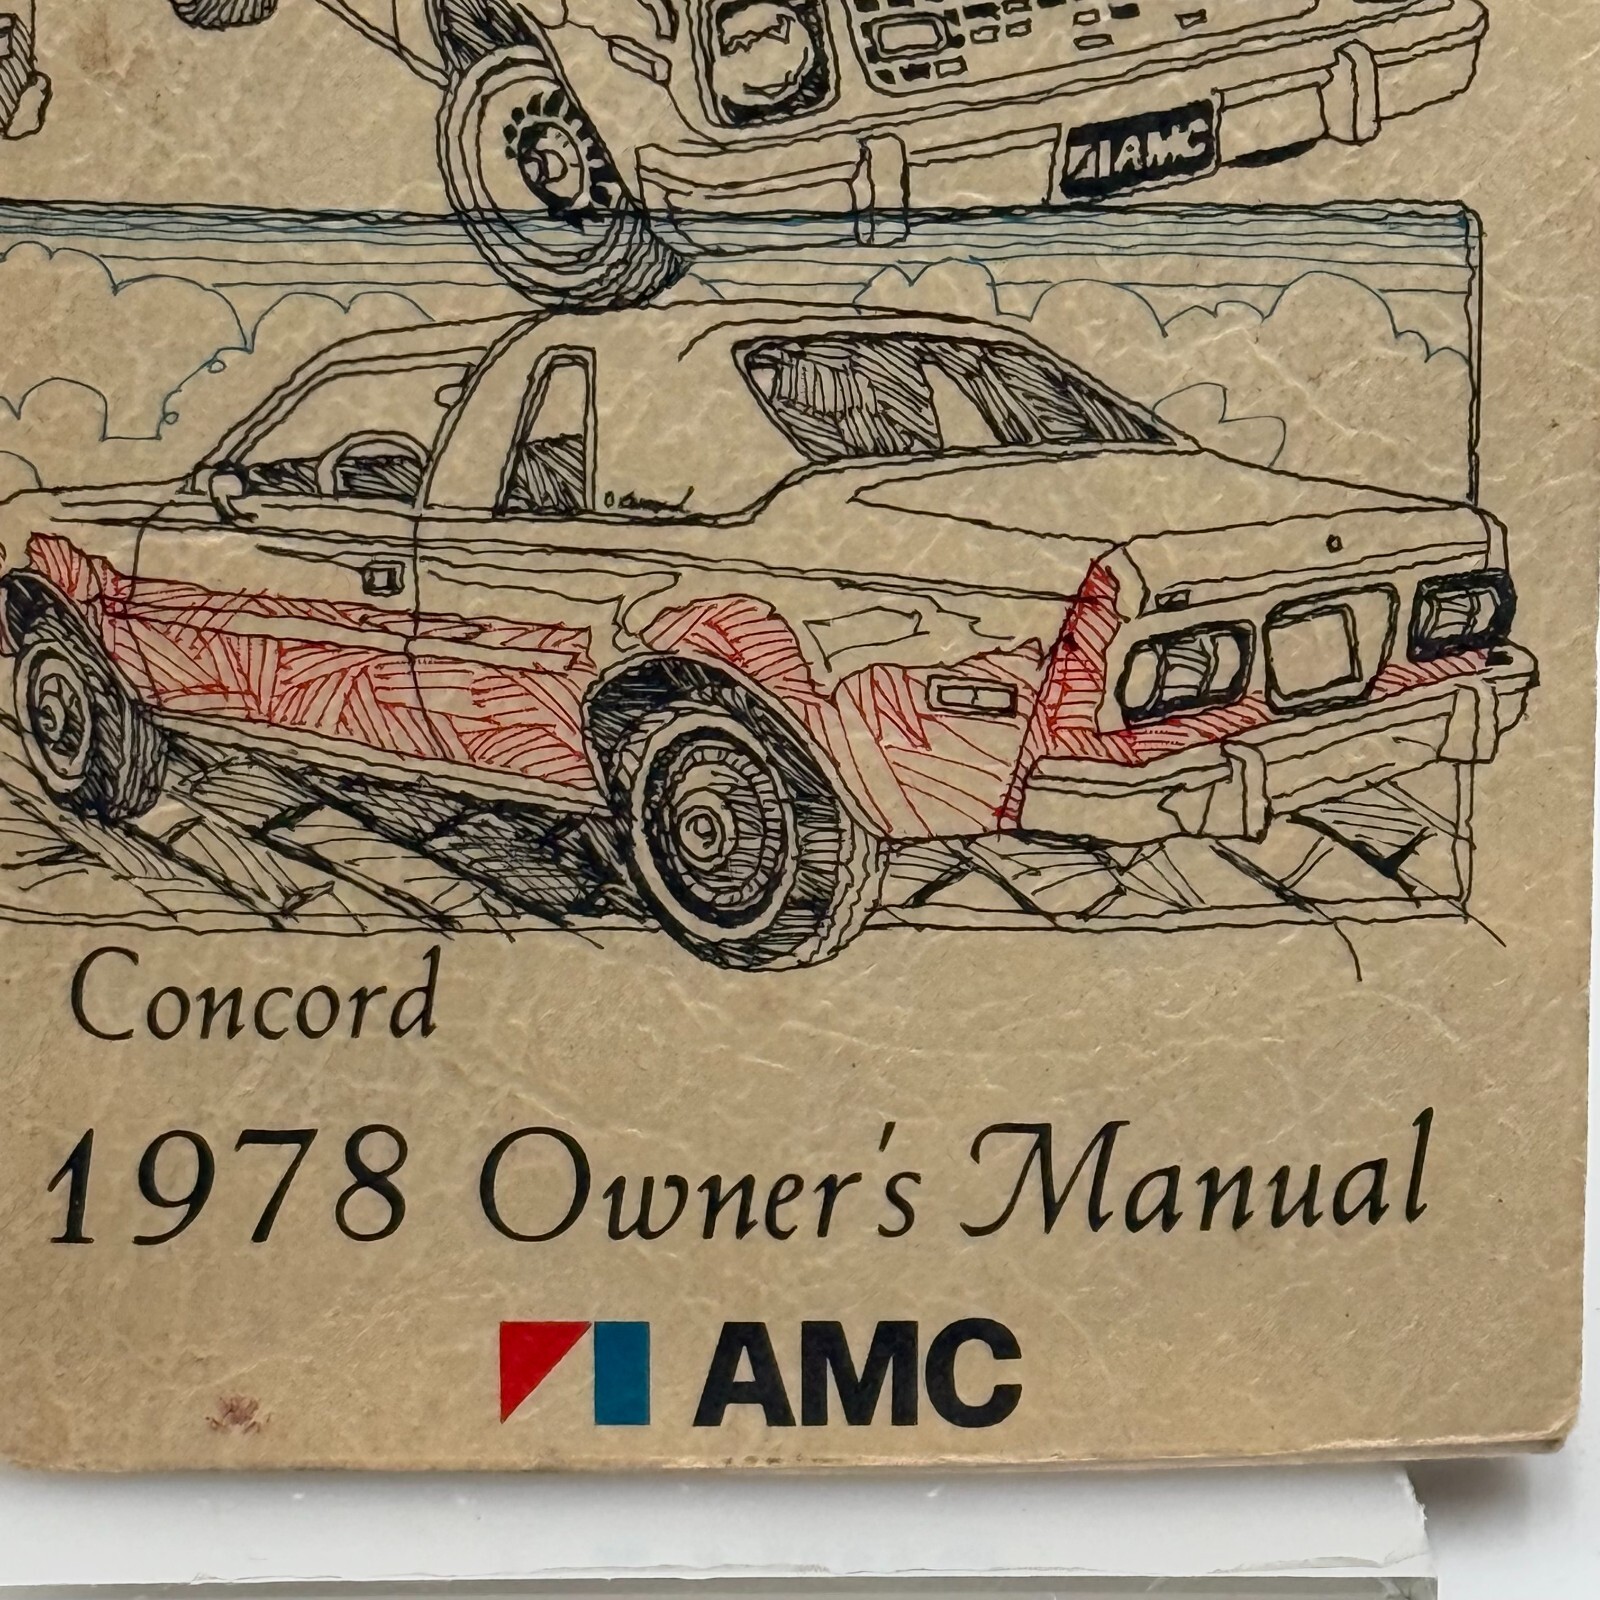 AMC
Concord
1978 Owner's Manual
AMC